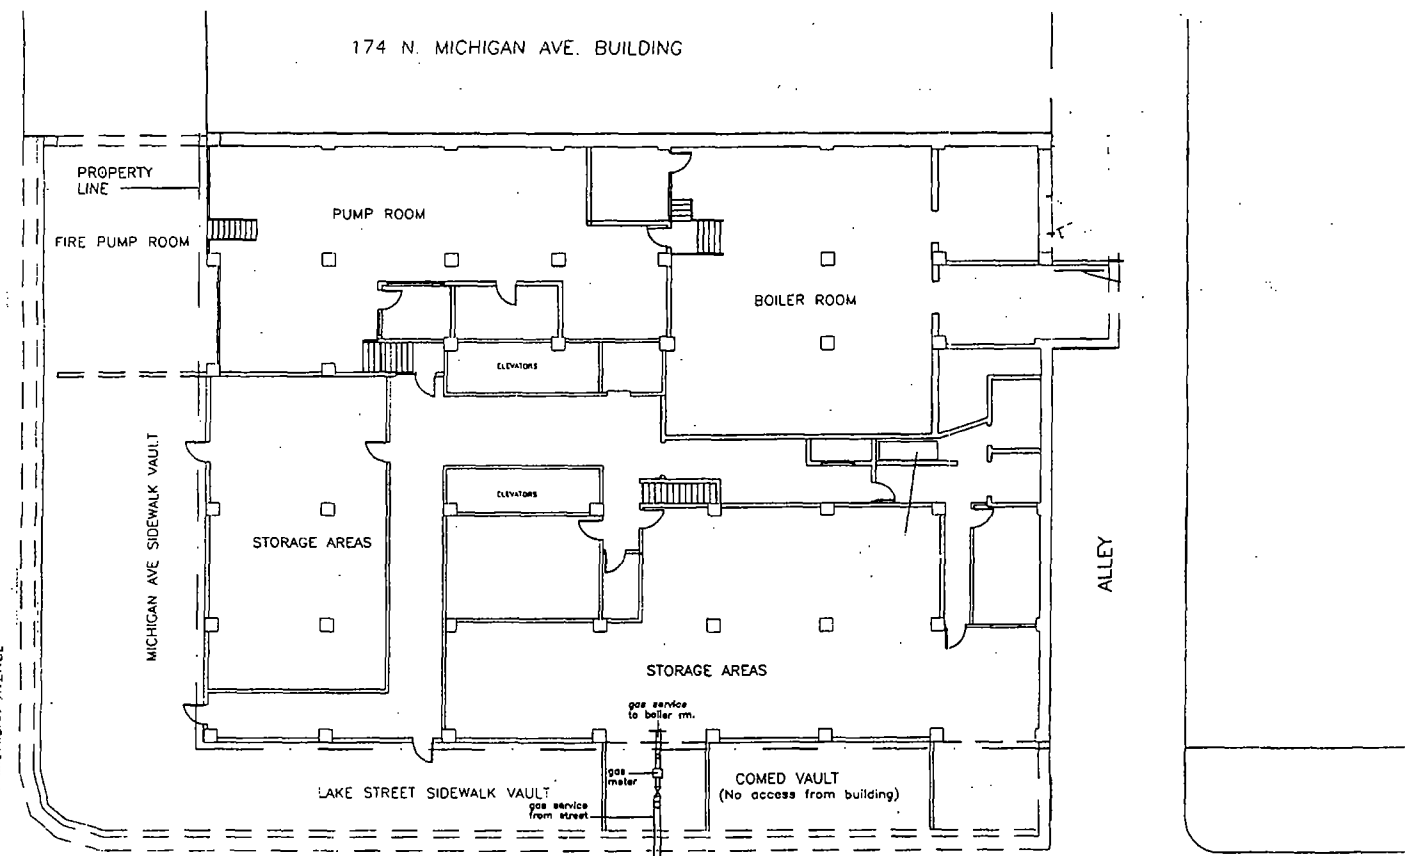 174 N. MICHIGAN AVE. BUILDING
PROPERTY
LINE
PUMP ROOM
FIRE PUMP ROOM
BOILER ROOM
ELEVATORS
MICHIGAN AVE SIDEWALK VAULT
ELEVATORS
STORAGE AREAS
ALLEY
STORAGE AREAS
gas service
to boiler rm.
gas
meter
COMED VAULT
(No access from building)
LAKE STREET SIDEWALK VAULT
gas service
from street